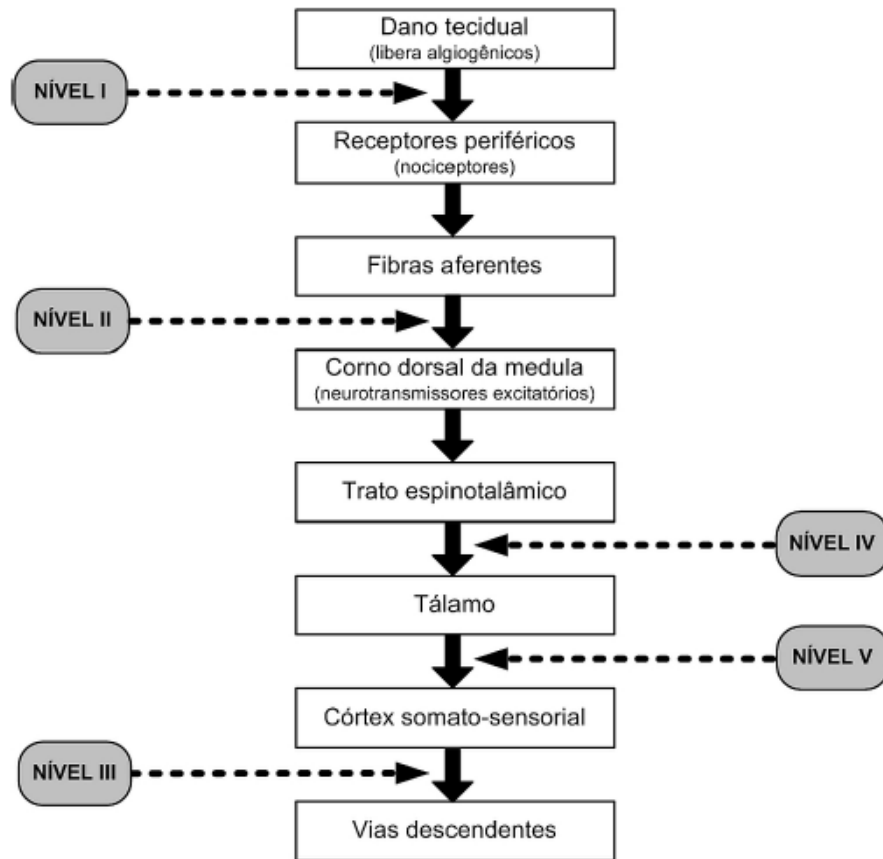 Dano tecidual
(libera algiogênicos)
NÍVEL I
Receptores periféricos
(nociceptores)
Fibras aferentes
NÍVEL II
Corno dorsal da medula
(neurotransmissores excitatórios)
Trato espinotalâmico
NÍVEL IV
Tálamo
NÍVEL V
Córtex somato-sensorial
NÍVEL III
Vias descendentes